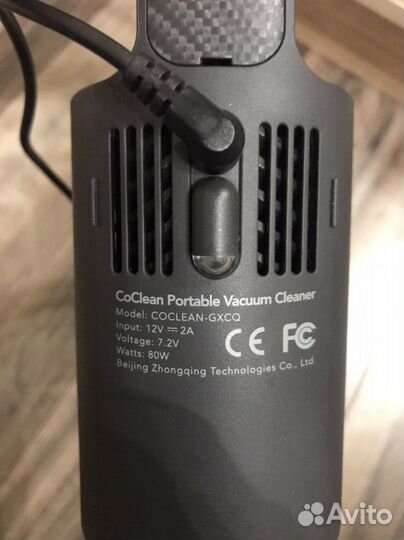 CoClean Portable Vacuum Cleaner
Model: COCLEAN-GXCQ
Input: 12V ⎓ 2A
Voltage: 7.2V
Watts: 80W
Beijing Zhongqing Technologies Co., Ltd.
CE FC
Avito